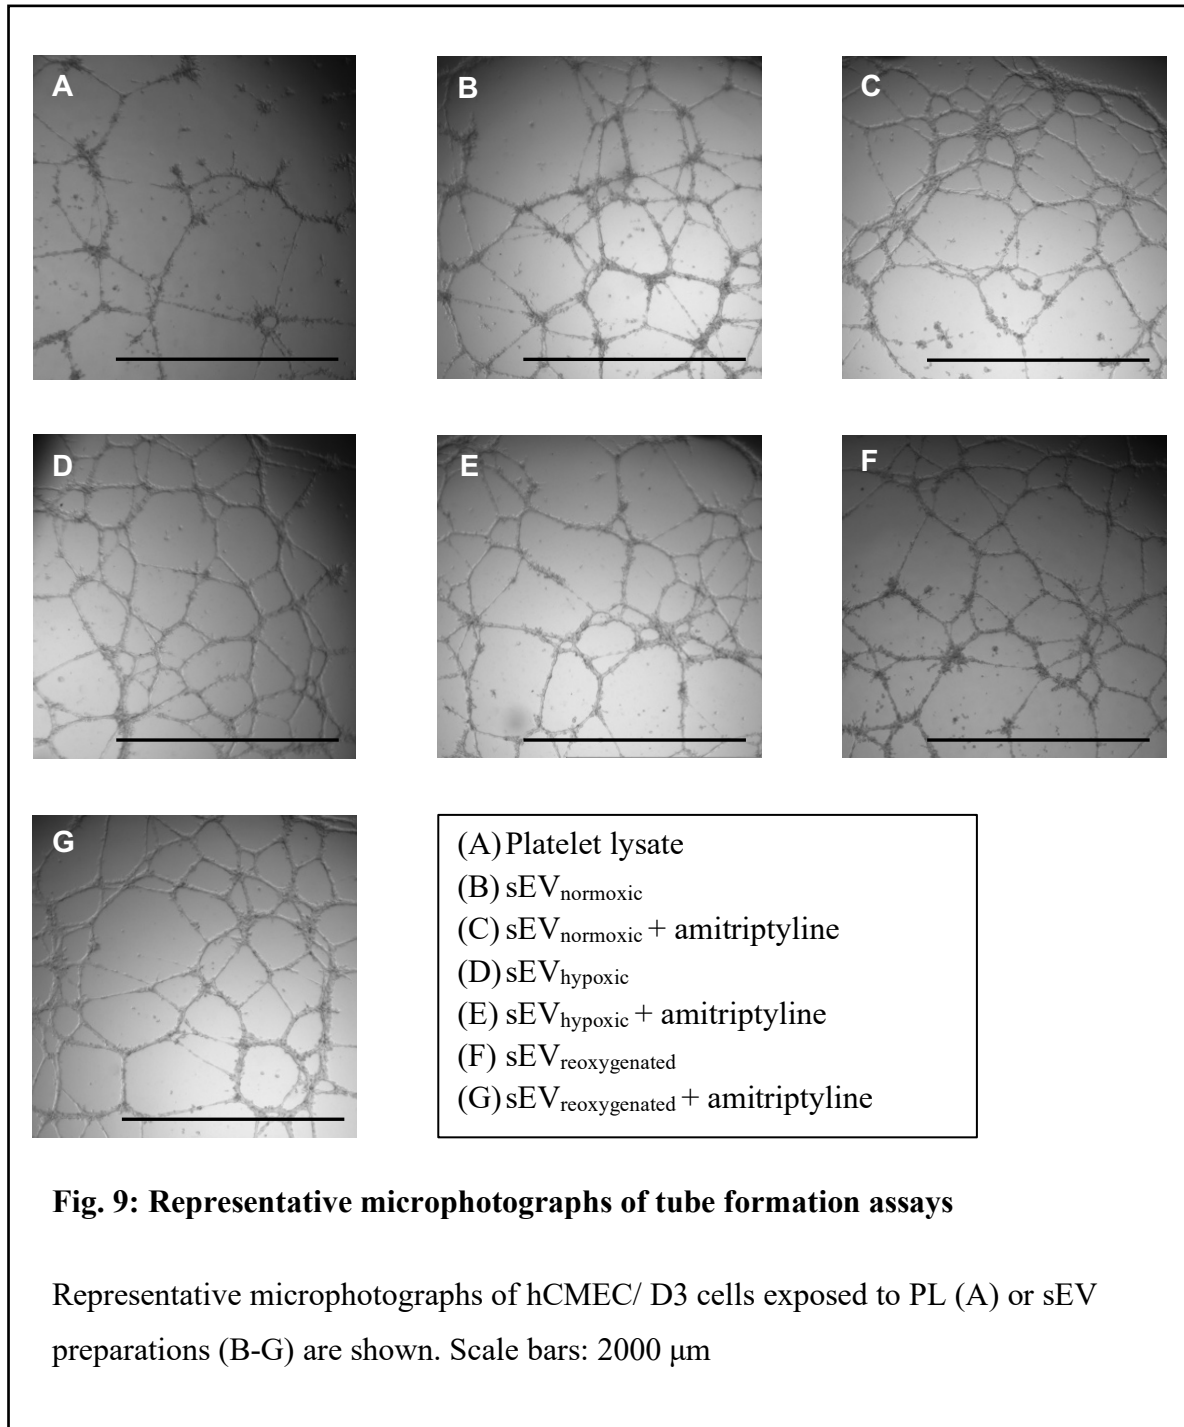 A
B
C
D
E
F
G
(A) Platelet lysate
(B) sEVnormoxic
(C) sEVnormoxic + amitriptyline
(D) sEVhypoxic
(E) sEVhypoxic + amitriptyline
(F) sEVreoxygenated
(G) sEVreoxygenated + amitriptyline
Fig. 9: Representative microphotographs of tube formation assays
Representative microphotographs of hCMEC/ D3 cells exposed to PL (A) or sEV
preparations (B-G) are shown. Scale bars: 2000 μm